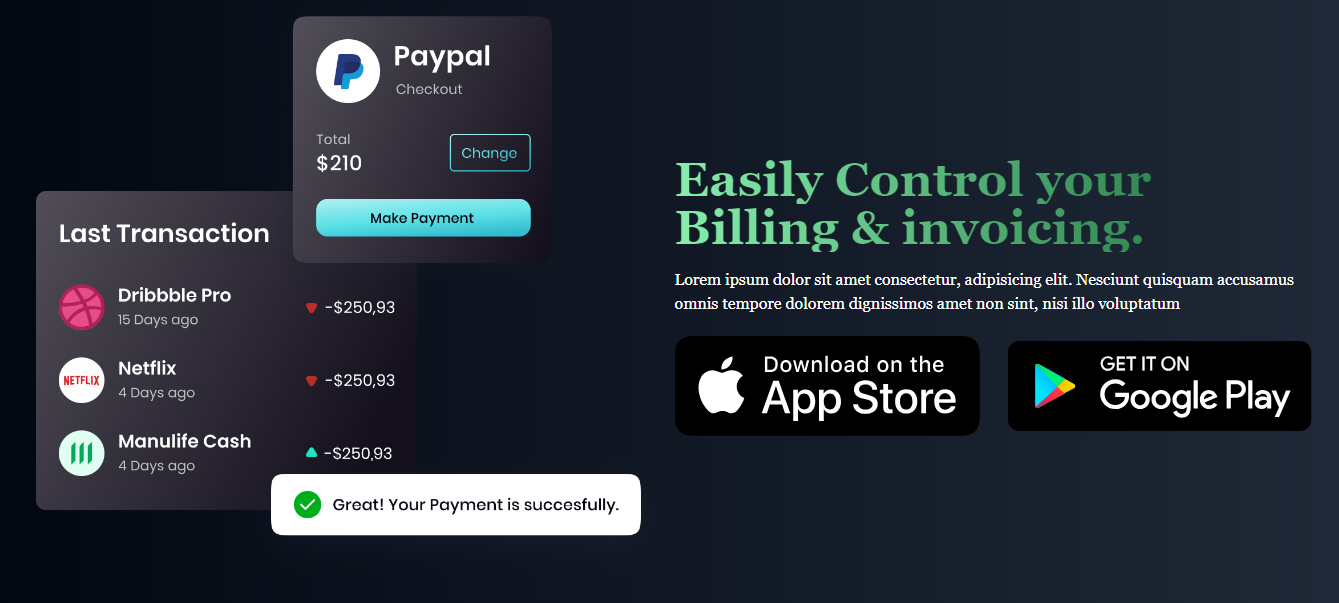 Paypal
Checkout
Total
$210
Change
Make Payment
Last Transaction
Dribbble Pro
15 Days ago
-$250,93
NETFLIX
Netflix
4 Days ago
-$250,93
Manulife Cash
4 Days ago
-$250,93
Great! Your Payment is succesfully.
Easily Control your
Billing & invoicing.
Lorem ipsum dolor sit amet consectetur, adipisicing elit. Nesciunt quisquam accusamus
omnis tempore dolorem dignissimos amet non sint, nisi illo voluptatum
Download on the
App Store
GET IT ON
Google Play